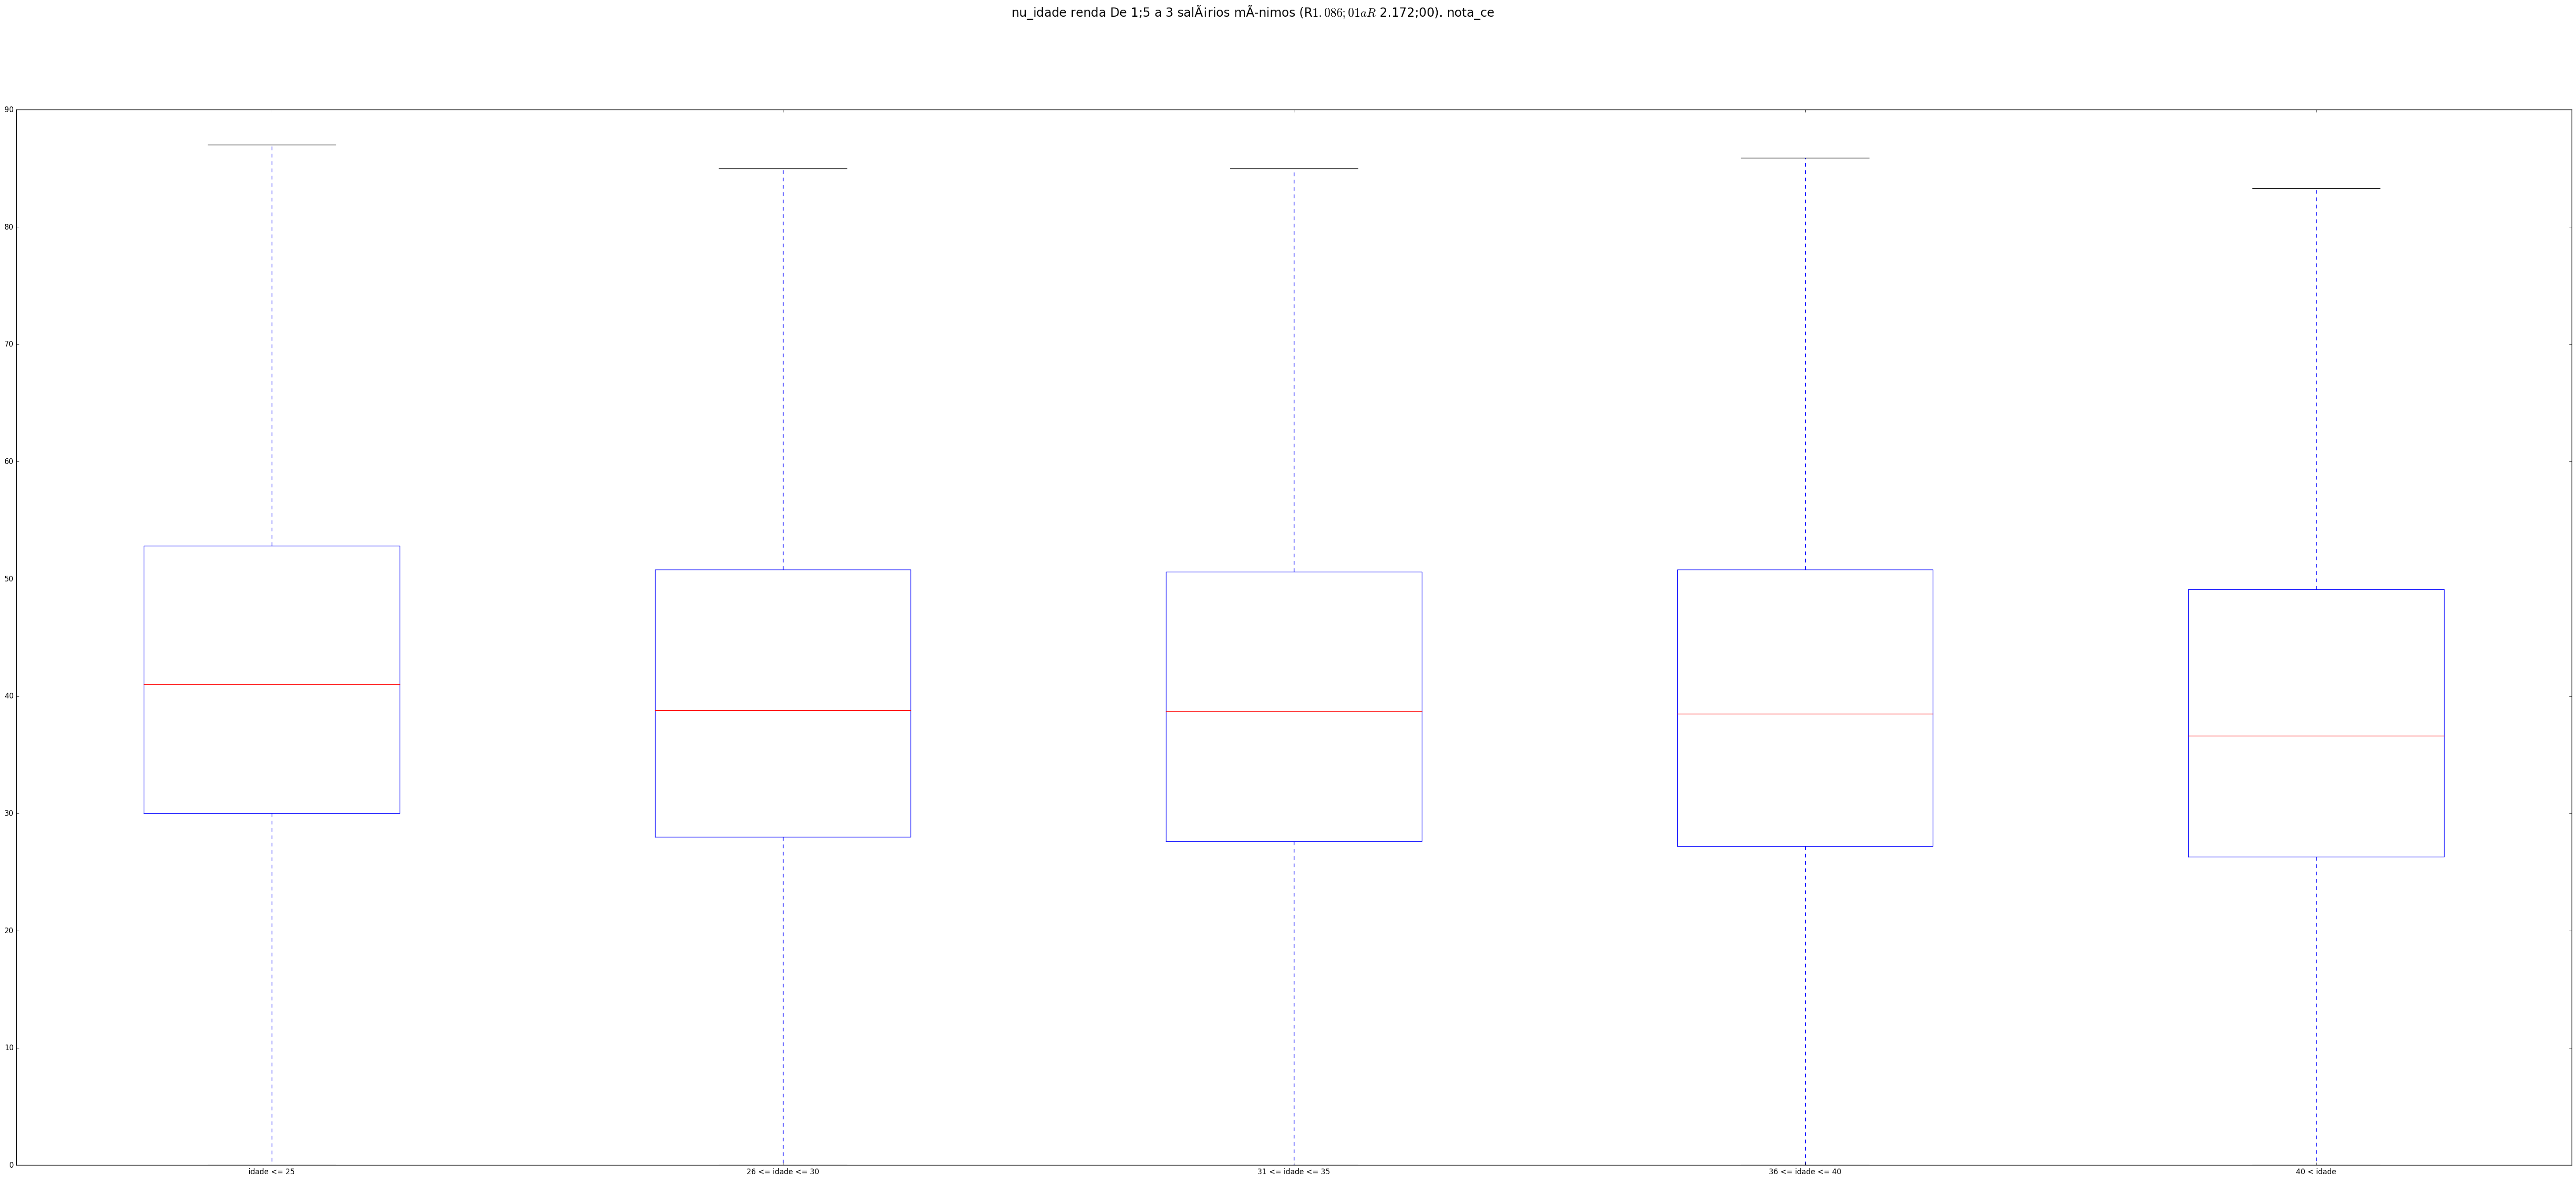 nu_idade renda De 1;5 a 3 salÃ¡rios mÃ-nimos (R1.086;01aR 2.172;00). nota_ce
90
80
70
60
50
40
30
20
10
0
idade <= 25
26 <= idade <= 30
31 <= idade <= 35
36 <= idade <= 40
40 < idade